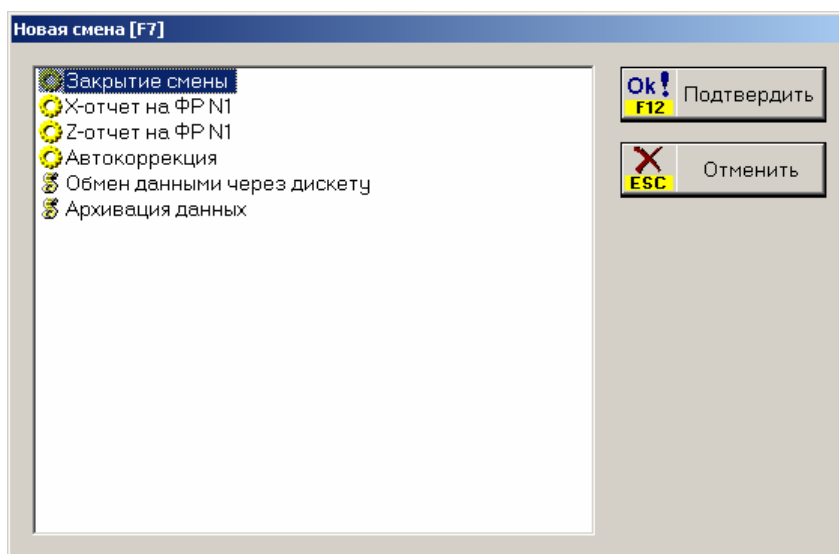 Новая смена [F7]
Закрытие смены
X-отчет на ФР N1
Z-отчет на ФР N1
Автокоррекция
Обмен данными через дискету
Архивация данных
Ok! F12 Подтвердить
ESC Отменить